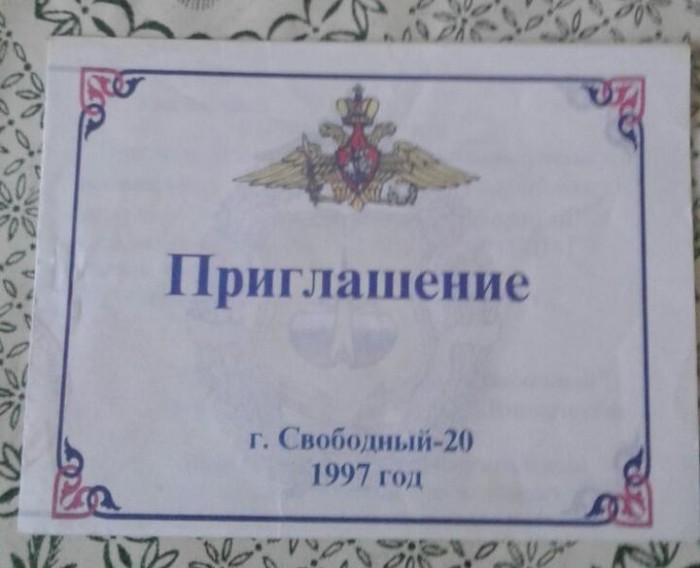 Приглашение
г. Свободный-20
1997 год